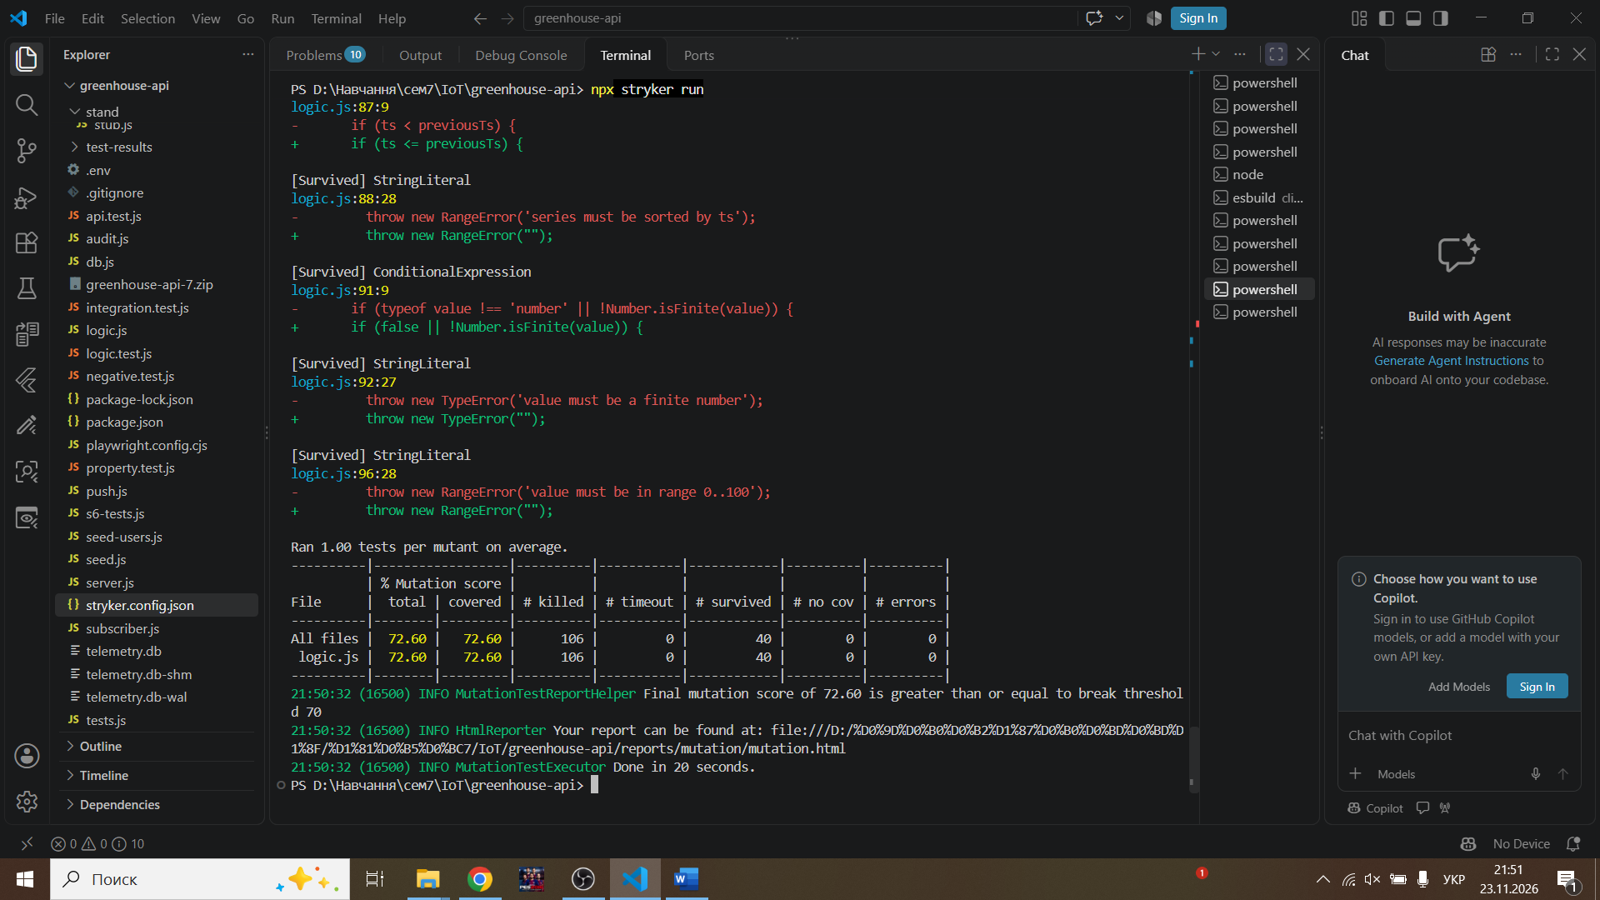 File Edit Selection View Go Run Terminal Help
greenhouse-api
Sign In
Explorer
greenhouse-api
stand
stub.js
test-results
.env
.gitignore
api.test.js
audit.js
db.js
greenhouse-api-7.zip
integration.test.js
logic.js
logic.test.js
negative.test.js
package-lock.json
package.json
playwright.config.cjs
property.test.js
push.js
s6-tests.js
seed-users.js
seed.js
server.js
stryker.config.json
subscriber.js
telemetry.db
telemetry.db-shm
telemetry.db-wal
tests.js
Outline
Timeline
Dependencies
Problems 10 Output Debug Console Terminal Ports
PS D:\Навчання\сем7\IoT\greenhouse-api> npx stryker run
logic.js:87:9
- if (ts < previousTs) {
+ if (ts <= previousTs) {
[Survived] StringLiteral
logic.js:88:28
- throw new RangeError('series must be sorted by ts');
+ throw new RangeError("");
[Survived] ConditionalExpression
logic.js:91:9
- if (typeof value !== 'number' || !Number.isFinite(value)) {
+ if (false || !Number.isFinite(value)) {
[Survived] StringLiteral
logic.js:92:27
- throw new TypeError('value must be a finite number');
+ throw new TypeError("");
[Survived] StringLiteral
logic.js:96:28
- throw new RangeError('value must be in range 0..100');
+ throw new RangeError("");
Ran 1.00 tests per mutant on average.
----------|------------------|----------|-----------|------------|----------|----------|
| % Mutation score | | | | | |
File | total | covered | # killed | # timeout | # survived | # no cov | # errors |
----------|--------|---------|----------|-----------|------------|----------|----------|
All files | 72.60 | 72.60 | 106 | 0 | 40 | 0 | 0 |
logic.js | 72.60 | 72.60 | 106 | 0 | 40 | 0 | 0 |
----------|--------|---------|----------|-----------|------------|----------|----------|
21:50:32 (16500) INFO MutationTestReportHelper Final mutation score of 72.60 is greater than or equal to break threshol
d 70
21:50:32 (16500) INFO HtmlReporter Your report can be found at: file:///D:/%D0%9D%D0%B0%D0%B2%D1%87%D0%B0%D0%BD%D0%BD%D
1%8F/%D1%81%D0%B5%D0%BC7/IoT/greenhouse-api/reports/mutation/mutation.html
21:50:32 (16500) INFO MutationTestExecutor Done in 20 seconds.
PS D:\Навчання\сем7\IoT\greenhouse-api>
powershell
powershell
powershell
powershell
node
esbuild cli...
powershell
powershell
powershell
powershell
powershell
Chat
Build with Agent
AI responses may be inaccurate
Generate Agent Instructions to
onboard AI onto your codebase.
Choose how you want to use
Copilot.
Sign in to use GitHub Copilot
models, or add a model with your
own API key.
Add Models Sign In
Chat with Copilot
Models
Copilot
0 0 10
No Device
Поиск
1
УКР
21:51
23.11.2026
1